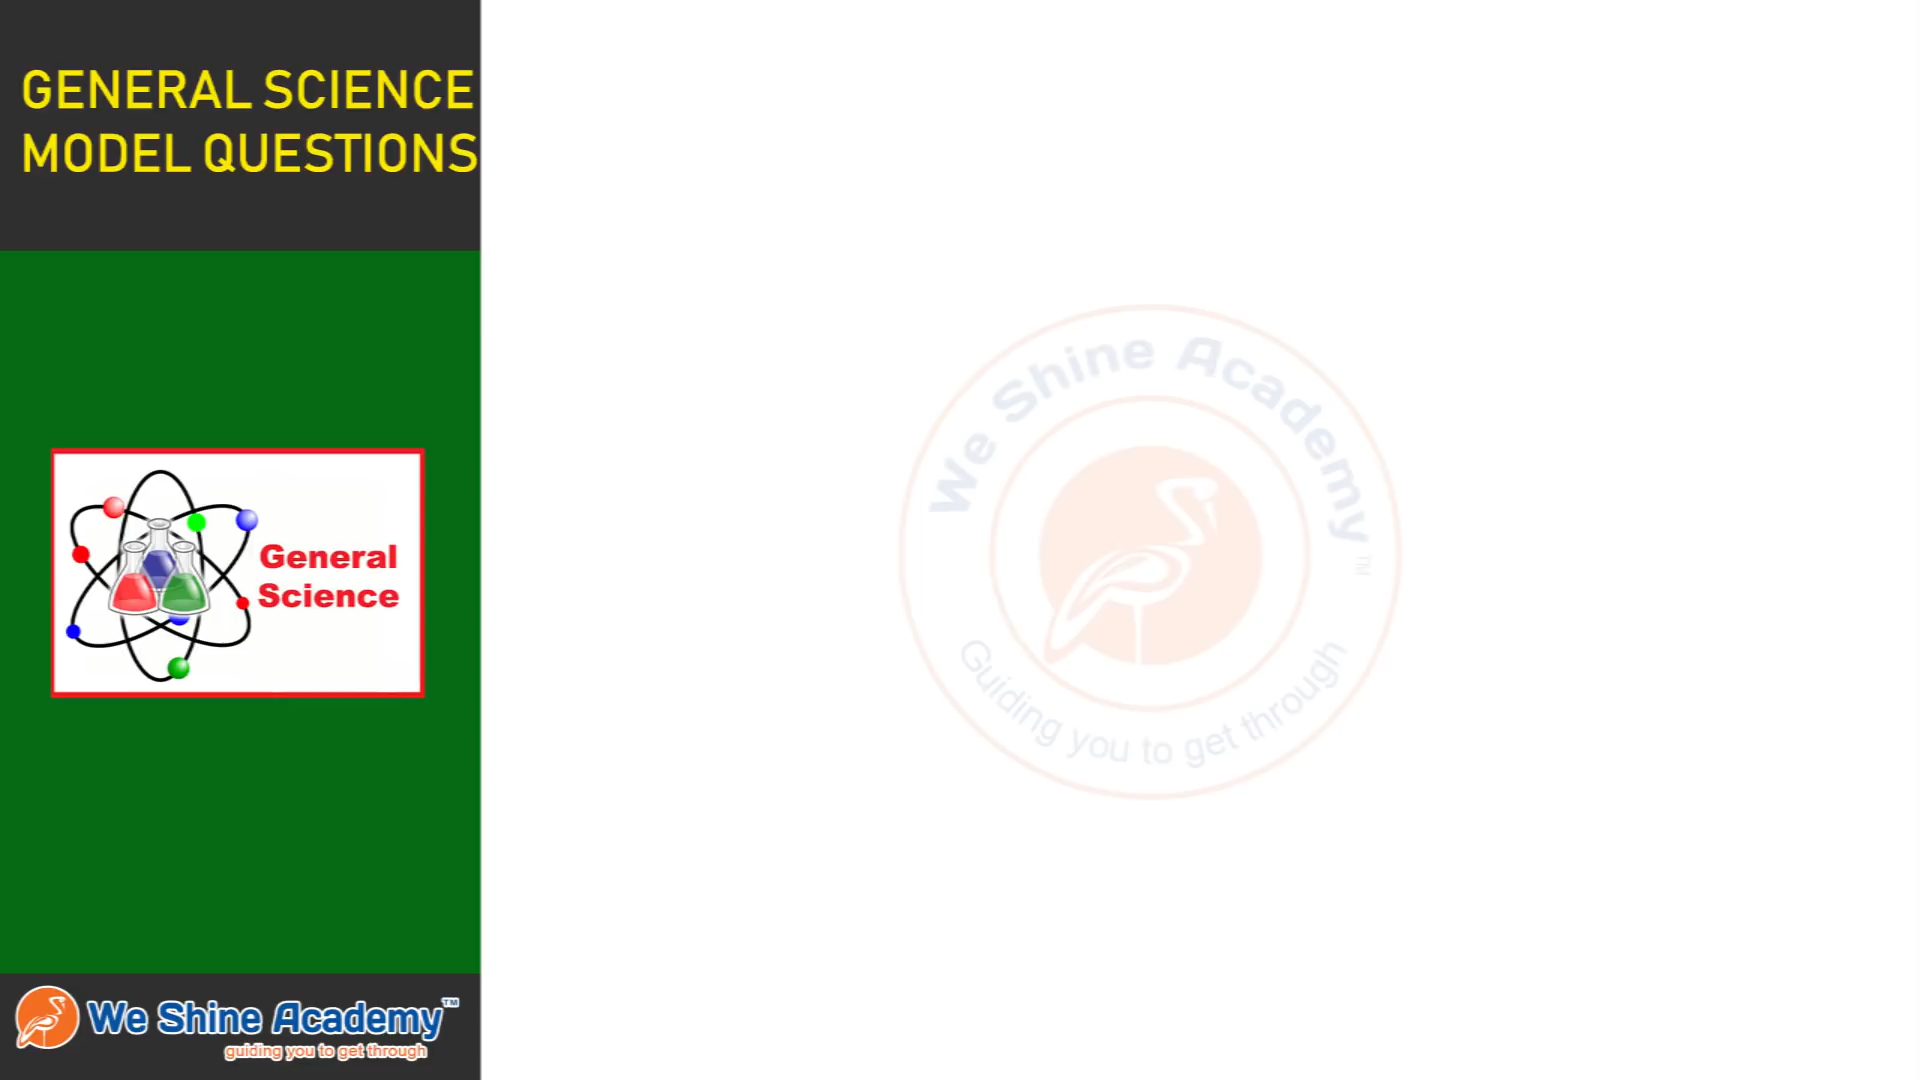 GENERAL SCIENCE
MODEL QUESTIONS
General
Science
We Shine Academy™
guiding you to get through
We Shine Academy™
Guiding you to get through